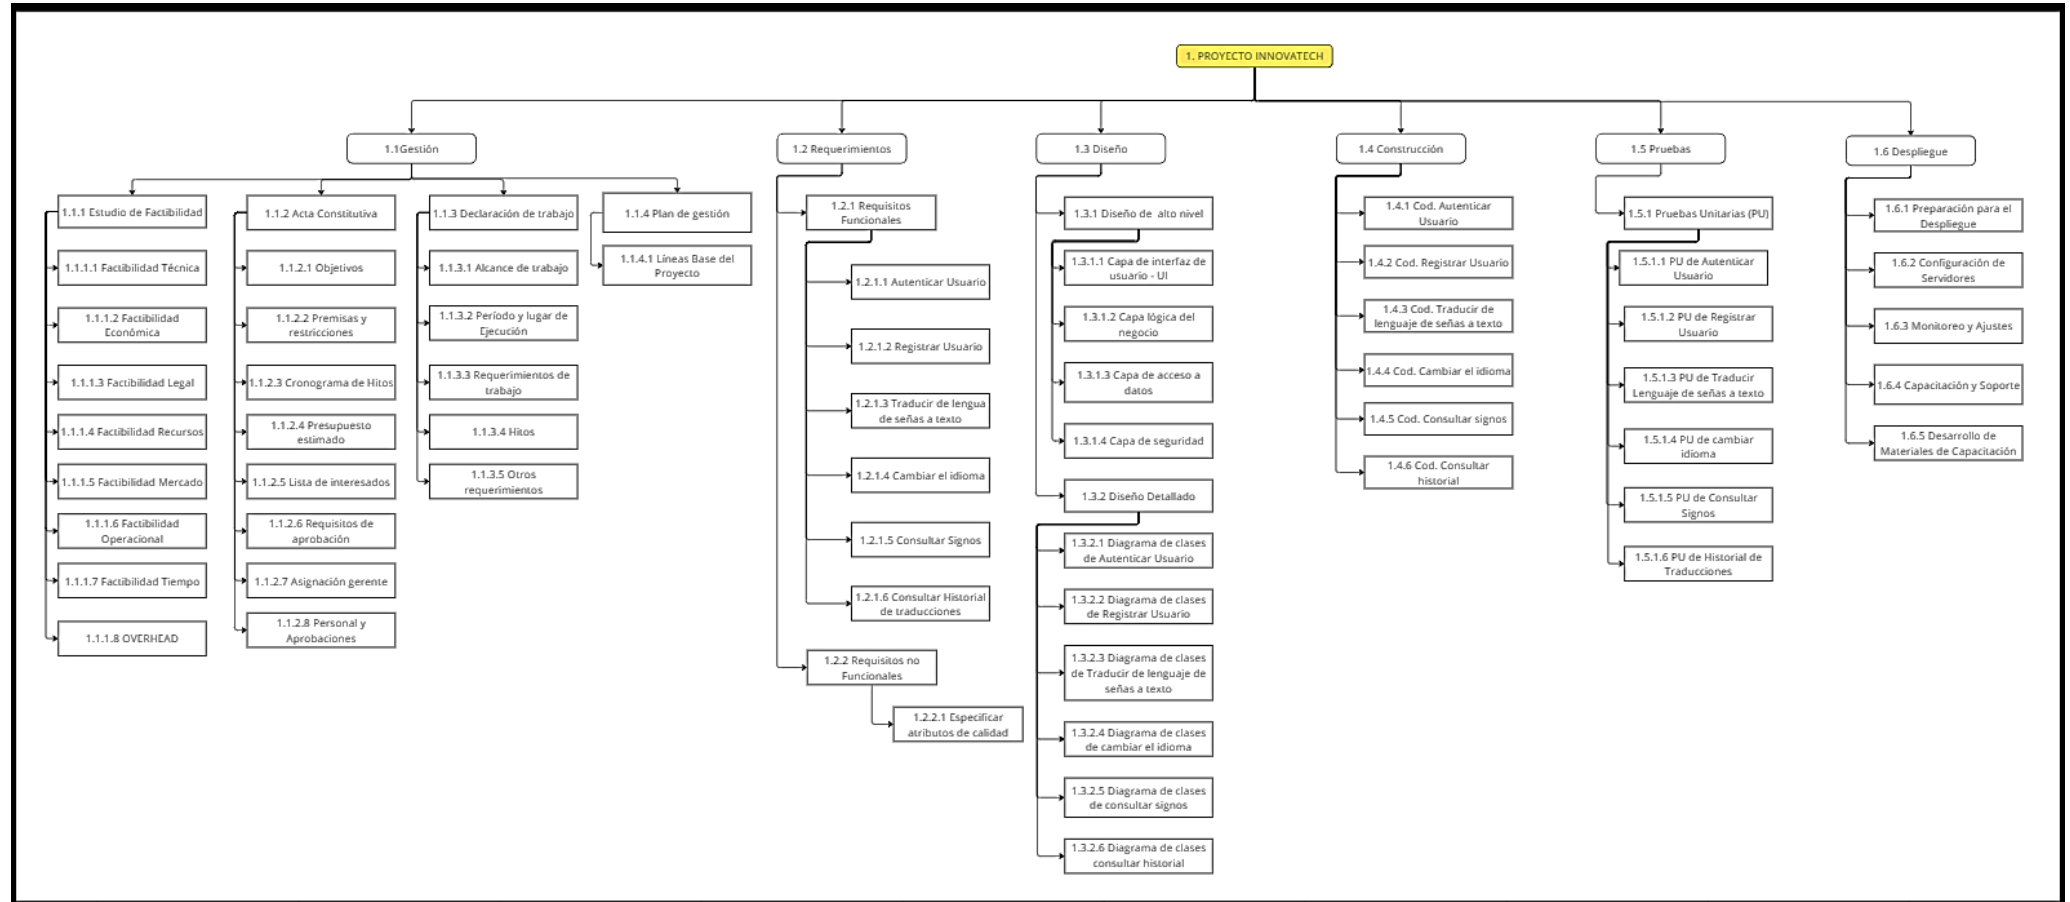 1. PROYECTO INNOVATECH
1.1Gestión
1.1.1 Estudio de Factibilidad
1.1.1.1 Factibilidad Técnica
1.1.1.2 Factibilidad
Económica
1.1.1.3 Factibilidad Legal
1.1.1.4 Factibilidad Recursos
1.1.1.5 Factibilidad Mercado
1.1.1.6 Factibilidad
Operacional
1.1.1.7 Factibilidad Tiempo
1.1.1.8 OVERHEAD
1.1.2 Acta Constitutiva
1.1.2.1 Objetivos
1.1.2.2 Premisas y
restricciones
1.1.2.3 Cronograma de Hitos
1.1.2.4 Presupuesto
estimado
1.1.2.5 Lista de interesados
1.1.2.6 Requisitos de
aprobación
1.1.2.7 Asignación gerente
1.1.2.8 Personal y
Aprobaciones
1.1.3 Declaración de trabajo
1.1.3.1 Alcance de trabajo
1.1.3.2 Período y lugar de
Ejecución
1.1.3.3 Requerimientos de
trabajo
1.1.3.4 Hitos
1.1.3.5 Otros
requerimientos
1.1.4 Plan de gestión
1.1.4.1 Líneas Base del
Proyecto
1.2 Requerimientos
1.2.1 Requisitos
Funcionales
1.2.1.1 Autenticar Usuario
1.2.1.2 Registrar Usuario
1.2.1.3 Traducir de lengua
de señas a texto
1.2.1.4 Cambiar el idioma
1.2.1.5 Consultar Signos
1.2.1.6 Consultar Historial
de traducciones
1.2.2 Requisitos no
Funcionales
1.2.2.1 Especificar
atributos de calidad
1.3 Diseño
1.3.1 Diseño de alto nivel
1.3.1.1 Capa de interfaz de
usuario - UI
1.3.1.2 Capa lógica del
negocio
1.3.1.3 Capa de acceso a
datos
1.3.1.4 Capa de seguridad
1.3.2 Diseño Detallado
1.3.2.1 Diagrama de clases
de Autenticar Usuario
1.3.2.2 Diagrama de clases
de Registrar Usuario
1.3.2.3 Diagrama de clases
de Traducir de lenguaje de
señas a texto
1.3.2.4 Diagrama de clases
de cambiar el idioma
1.3.2.5 Diagrama de clases
de consultar signos
1.3.2.6 Diagrama de clases
consultar historial
1.4 Construcción
1.4.1 Cod. Autenticar
Usuario
1.4.2 Cod. Registrar Usuario
1.4.3 Cod. Traducir de
lenguaje de señas a texto
1.4.4 Cod. Cambiar el idioma
1.4.5 Cod. Consultar signos
1.4.6 Cod. Consultar
historial
1.5 Pruebas
1.5.1 Pruebas Unitarias (PU)
1.5.1.1 PU de Autenticar
Usuario
1.5.1.2 PU de Registrar
Usuario
1.5.1.3 PU de Traducir
Lenguaje de señas a texto
1.5.1.4 PU de cambiar
idioma
1.5.1.5 PU de Consultar
Signos
1.5.1.6 PU de Historial de
Traducciones
1.6 Despliegue
1.6.1 Preparación para el
Despliegue
1.6.2 Configuración de
Servidores
1.6.3 Monitoreo y Ajustes
1.6.4 Capacitación y Soporte
1.6.5 Desarrollo de
Materiales de Capacitación